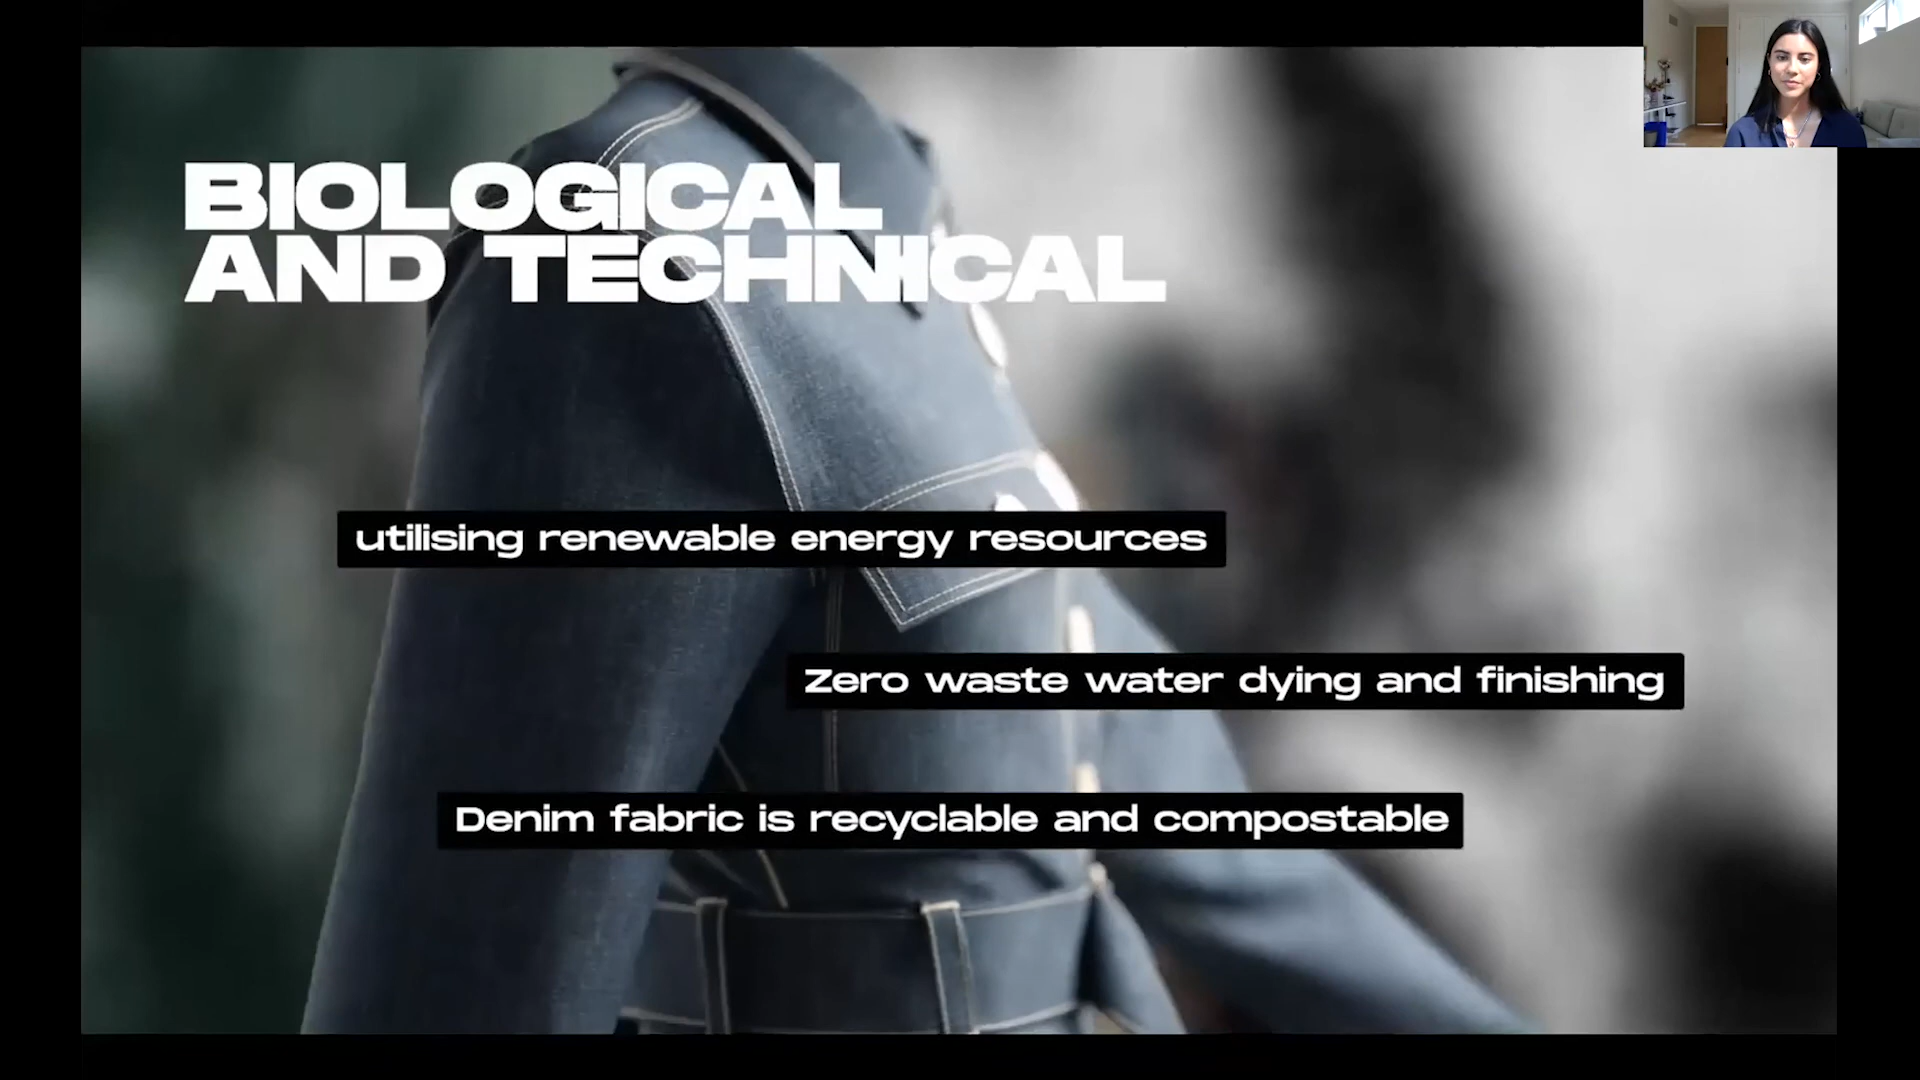 BIOLOGICAL
AND TECHNICAL
utilising renewable energy resources
Zero waste water dying and finishing
Denim fabric is recyclable and compostable